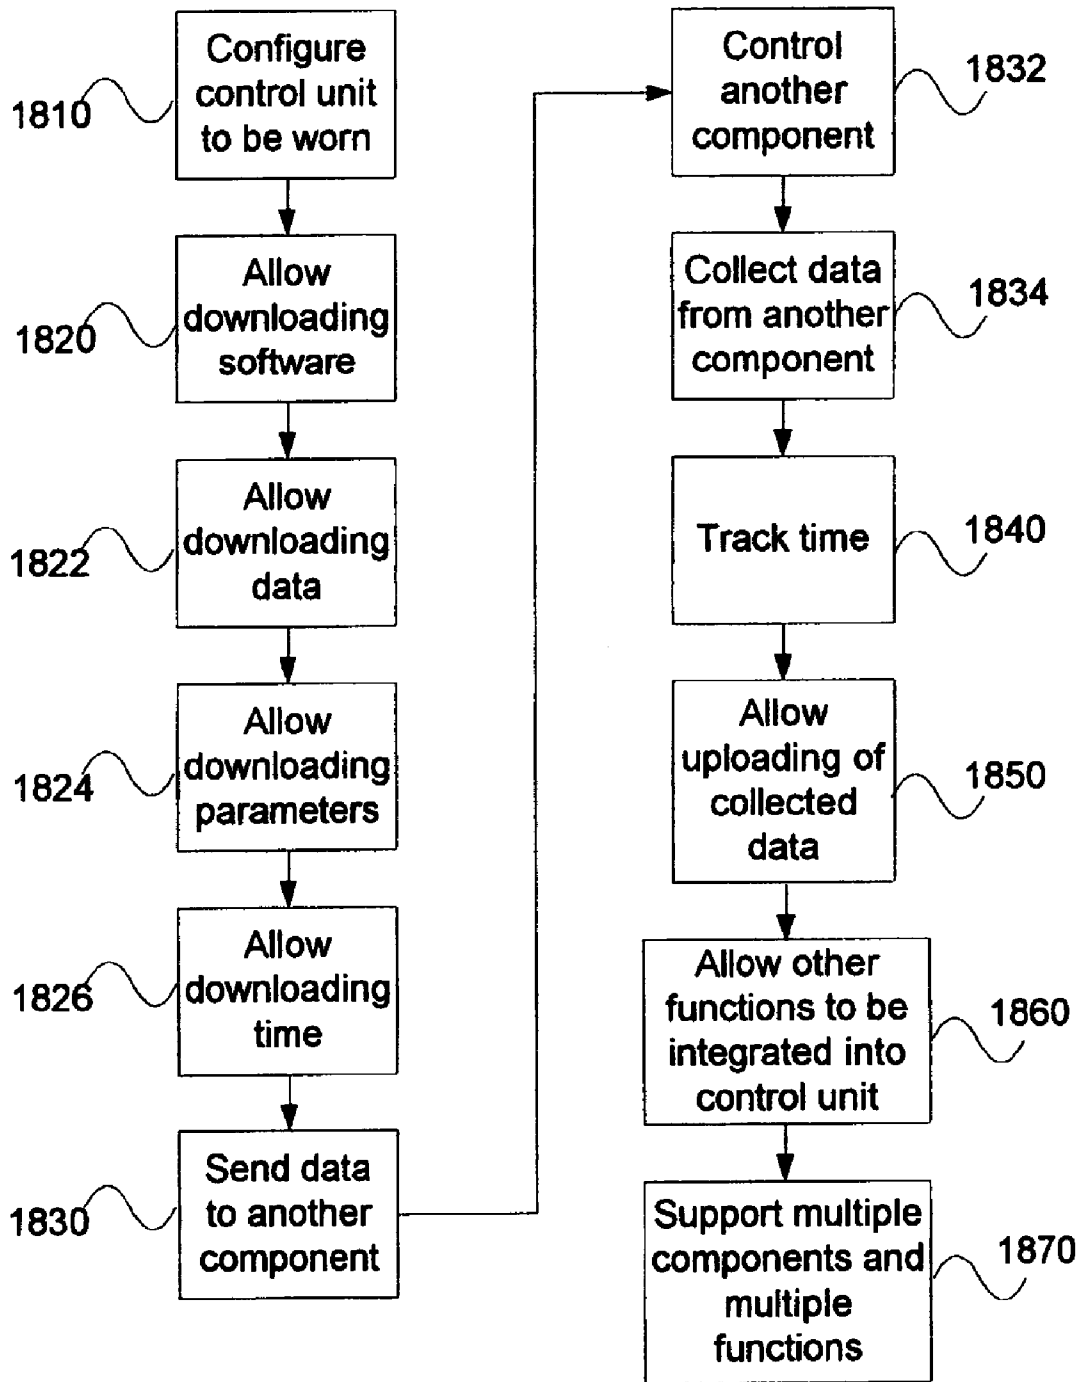 Configure
control unit
to be worn
1810
Allow
downloading
software
1820
Allow
downloading
data
1822
Allow
downloading
parameters
1824
Allow
downloading
time
1826
Send data
to another
component
1830
Control
another
component
1832
Collect data
from another
component
1834
Track time
1840
Allow
uploading of
collected
data
1850
Allow other
functions to be
integrated into
control unit
1860
Support multiple
components and
multiple
functions
1870